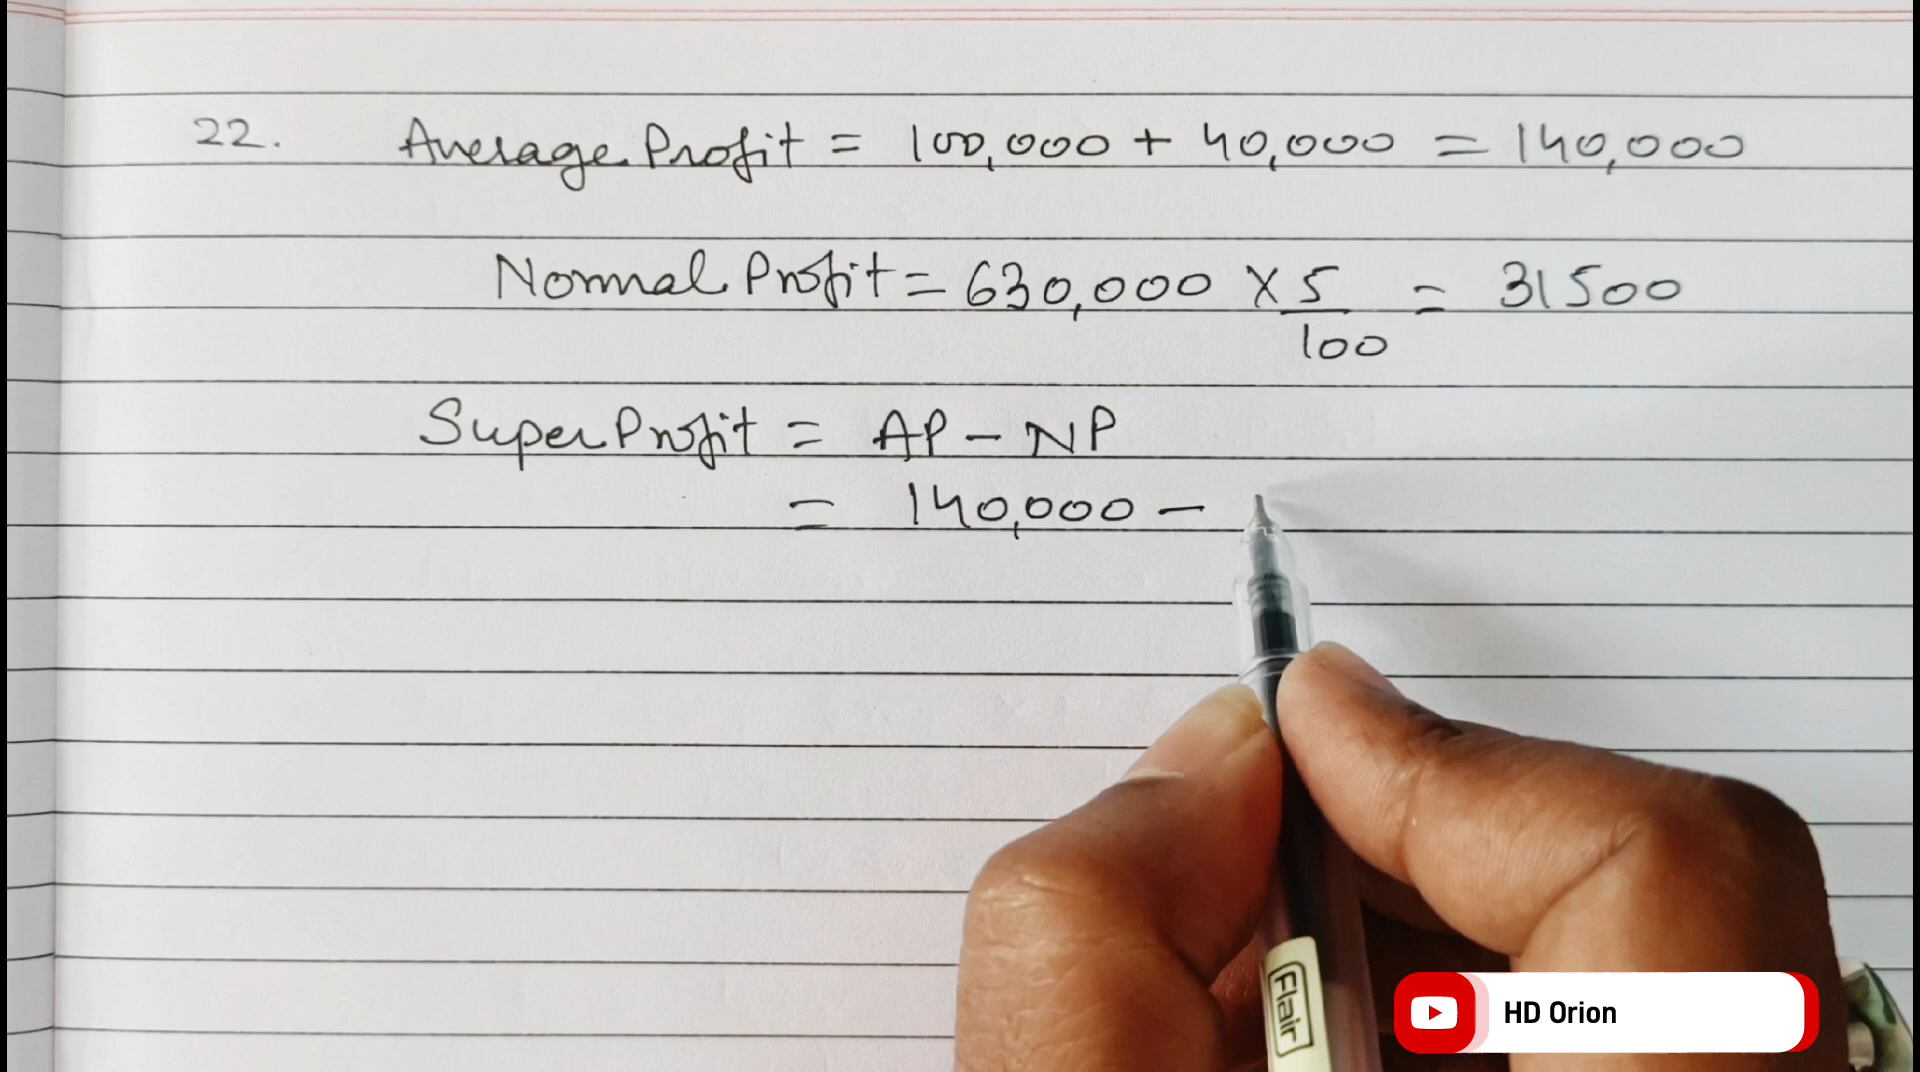 22. Average Profit = 100,000 + 40,000 = 140,000
Normal Profit = 630,000 X 5/100 = 31500
Super Profit = AP - NP
= 140,000 -
Flair
HD Orion